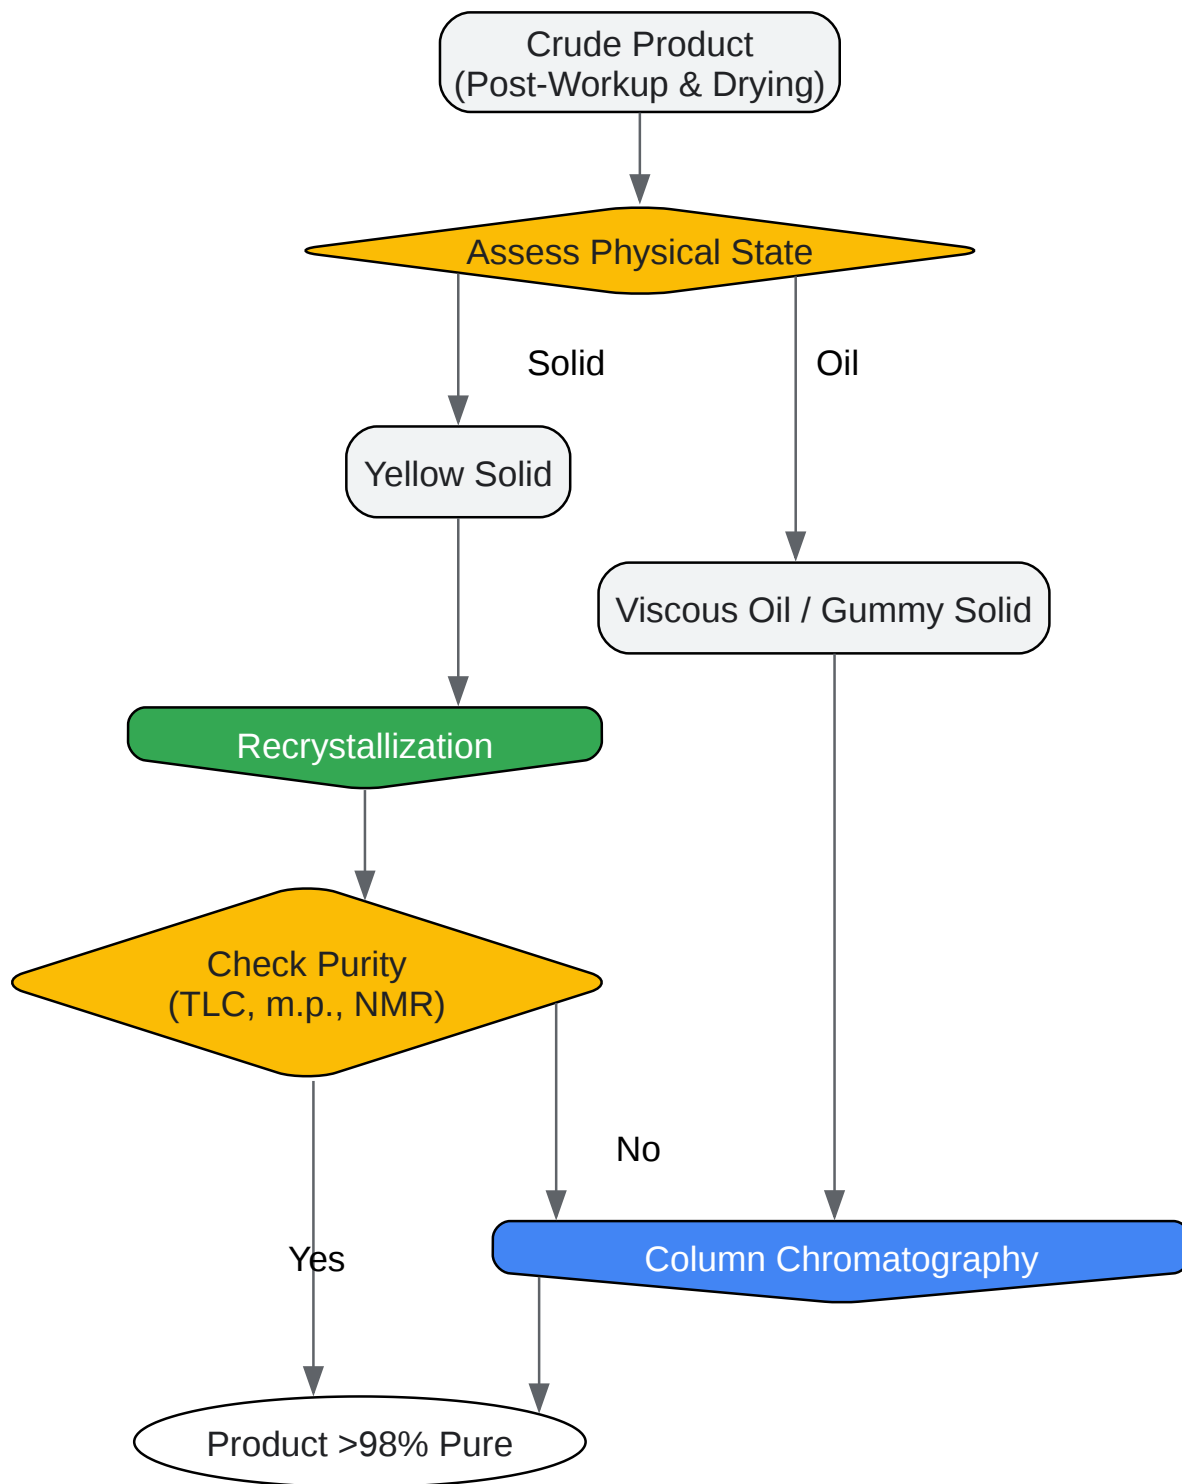 Crude Product
(Post-Workup & Drying)
Assess Physical State
Solid
Oil
Yellow Solid
Viscous Oil / Gummy Solid
Recrystallization
Check Purity
(TLC, m.p., NMR)
No
Yes
Column Chromatography
Product >98% Pure